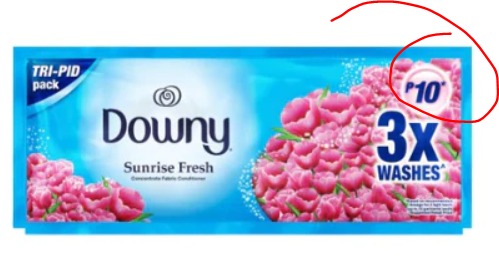 TRI-PID
pack
Downy
Sunrise Fresh
Concentrate Fabric Conditioner
₱10*
3X
WASHES^